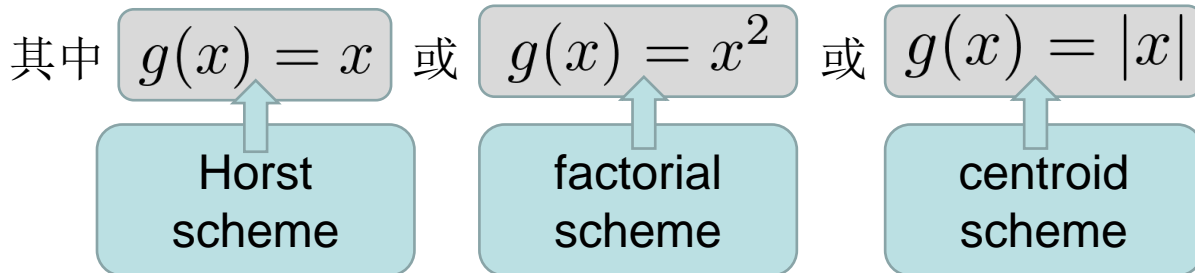 其中 g(x) = x 或 g(x) = x² 或 g(x) = |x|
Horst
scheme
factorial
scheme
centroid
scheme